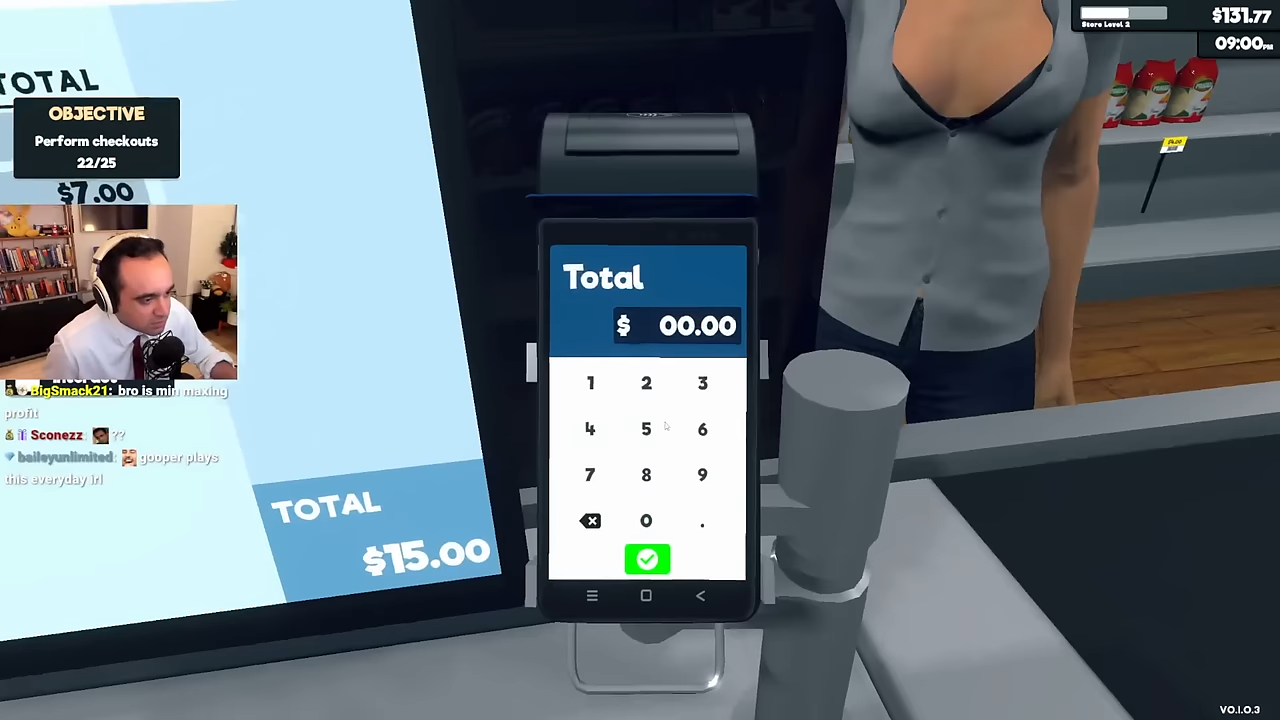 $131.77
Store Level 2
09:00PM
TOTAL
OBJECTIVE
Perform checkouts
22/25
$7.00
BigSmack21: bro is min maxing
profit
Sconezz: ??
baileyunlimited: gooper plays
this everyday irl
TOTAL
$15.00
Total
$ 00.00
1 2 3
4 5 6
7 8 9
0 .
V0.1.0.3